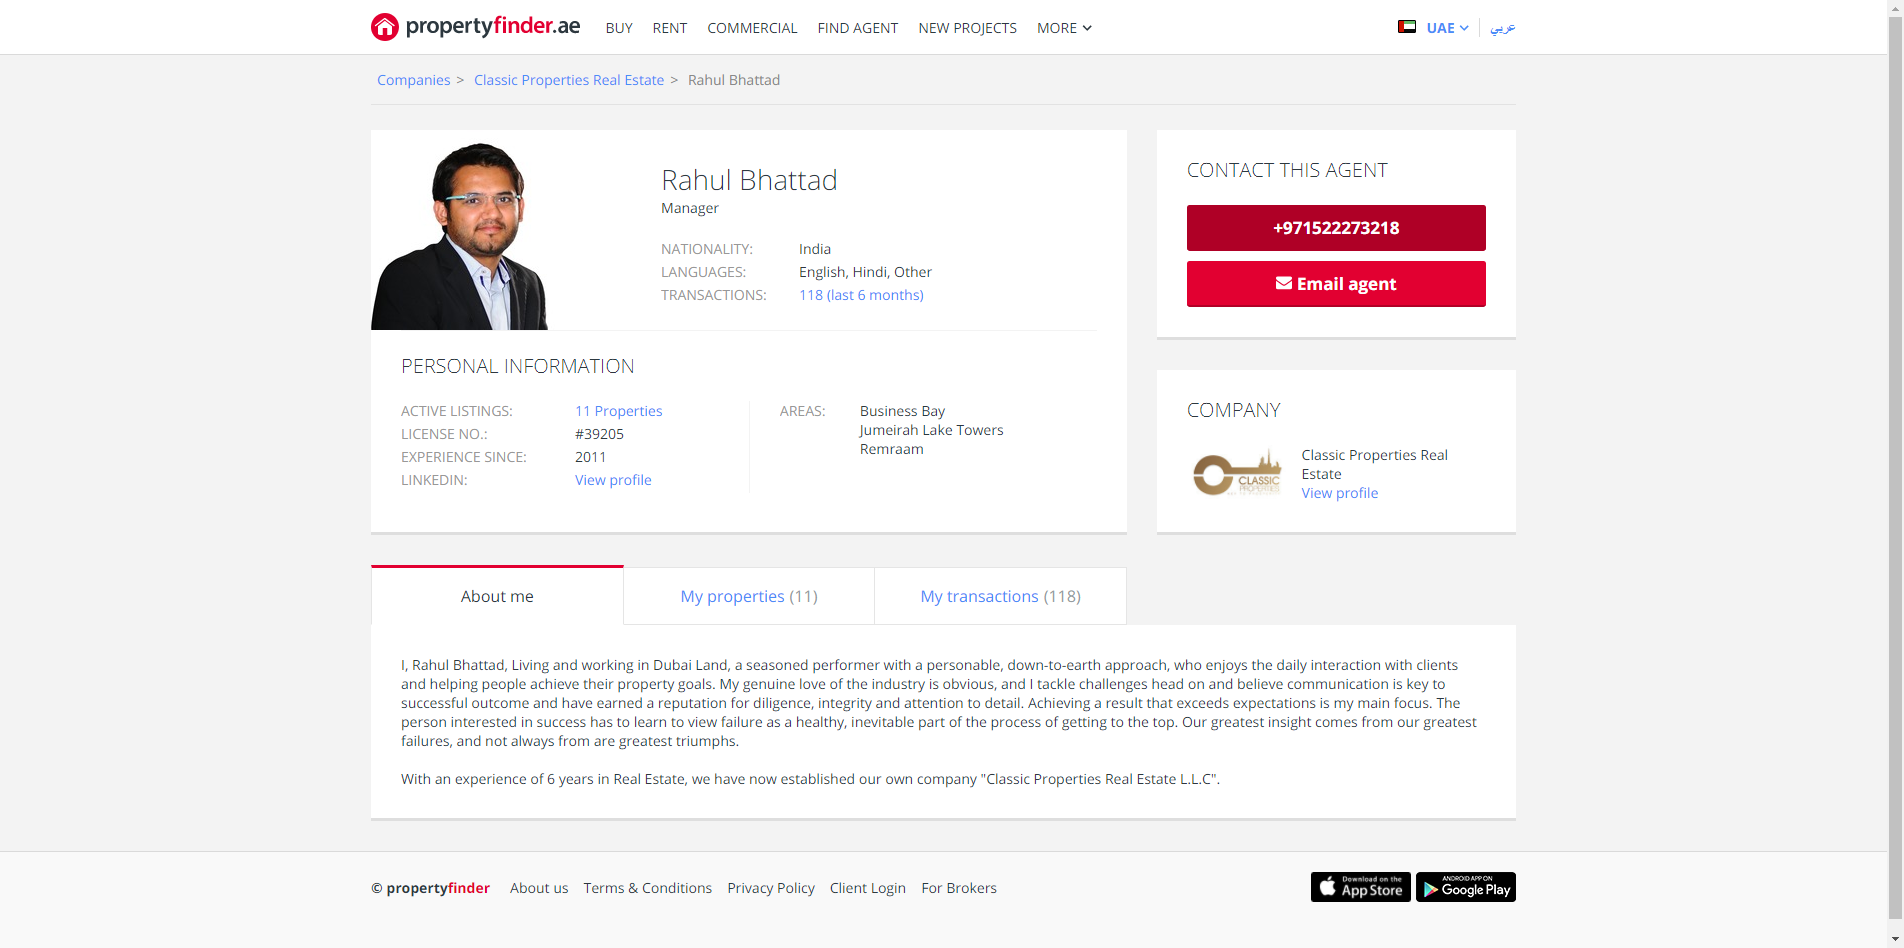 propertyfinder.ae
BUY RENT COMMERCIAL FIND AGENT NEW PROJECTS MORE
UAE عربي
Companies > Classic Properties Real Estate > Rahul Bhattad
Rahul Bhattad
Manager
NATIONALITY: India
LANGUAGES: English, Hindi, Other
TRANSACTIONS: 118 (last 6 months)
PERSONAL INFORMATION
ACTIVE LISTINGS: 11 Properties
LICENSE NO.: #39205
EXPERIENCE SINCE: 2011
LINKEDIN: View profile
AREAS: Business Bay
Jumeirah Lake Towers
Remraam
CONTACT THIS AGENT
+971522273218
Email agent
COMPANY
CLASSIC
PROPERTIES
Classic Properties Real
Estate
View profile
About me
My properties (11)
My transactions (118)
I, Rahul Bhattad, Living and working in Dubai Land, a seasoned performer with a personable, down-to-earth approach, who enjoys the daily interaction with clients
and helping people achieve their property goals. My genuine love of the industry is obvious, and I tackle challenges head on and believe communication is key to
successful outcome and have earned a reputation for diligence, integrity and attention to detail. Achieving a result that exceeds expectations is my main focus. The
person interested in success has to learn to view failure as a healthy, inevitable part of the process of getting to the top. Our greatest insight comes from our greatest
failures, and not always from are greatest triumphs.
With an experience of 6 years in Real Estate, we have now established our own company "Classic Properties Real Estate L.L.C".
© propertyfinder About us Terms & Conditions Privacy Policy Client Login For Brokers
Download on the
App Store
ANDROID APP ON
Google Play